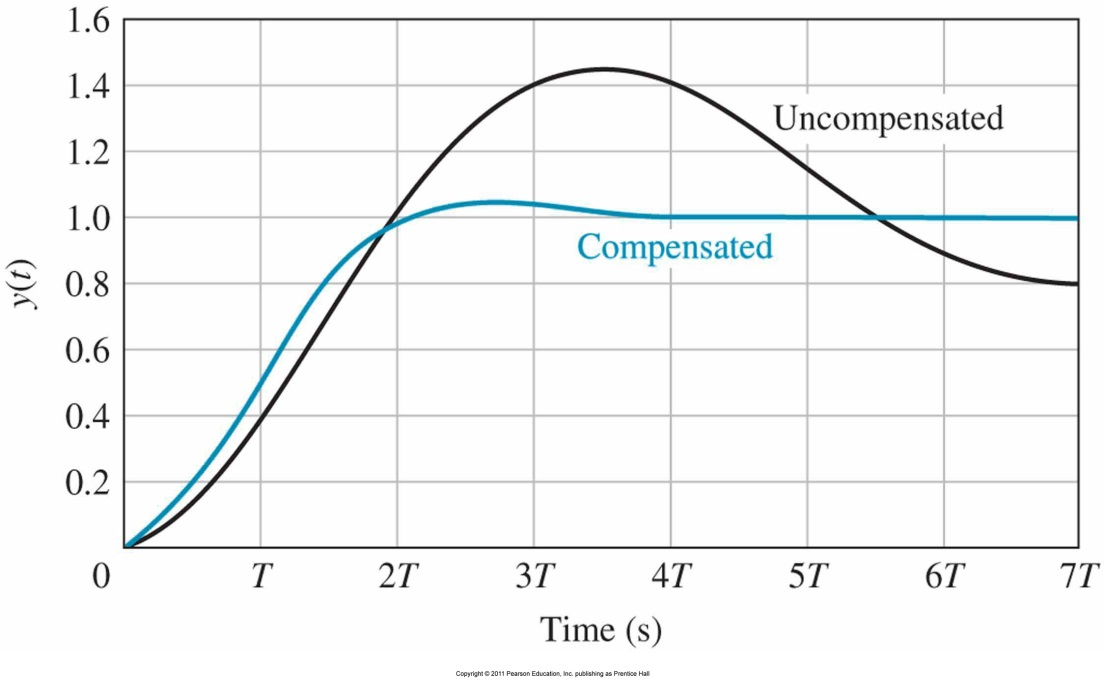 1.6
1.4
Uncompensated
1.2
1.0
Compensated
y(t)
0.8
0.6
0.4
0.2
0 T 2T 3T 4T 5T 6T 7T
Time (s)
Copyright © 2011 Pearson Education, Inc. publishing as Prentice Hall